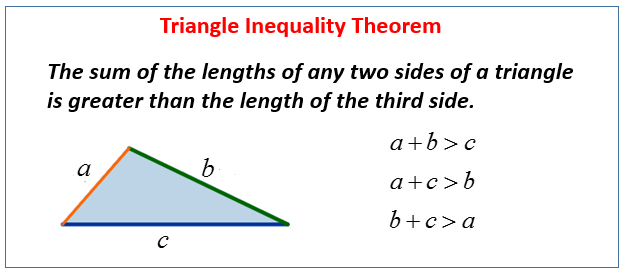 Triangle Inequality Theorem
The sum of the lengths of any two sides of a triangle
is greater than the length of the third side.
a
b
c
a+b>c
a+c>b
b+c>a